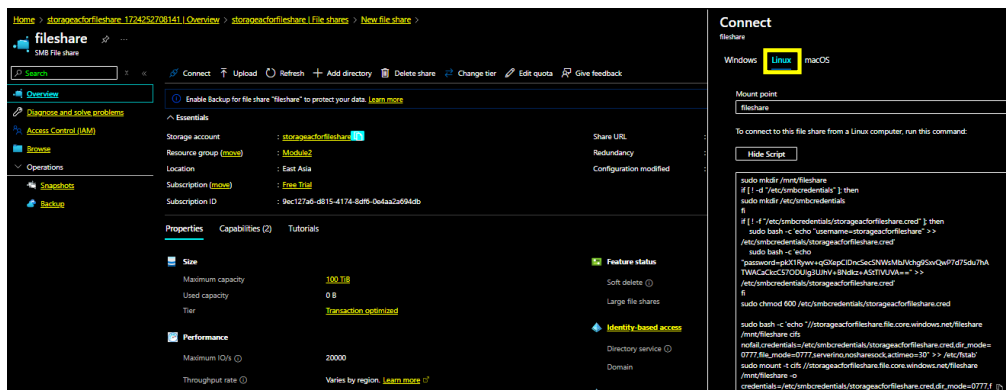 Home > storageacforfileshare_1724252708141 | Overview > storageacforfileshare | File shares > New file share >
fileshare
SMB File share
Search
Overview
Diagnose and solve problems
Access Control (IAM)
Browse
Operations
Snapshots
Backup
Connect Upload Refresh Add directory Delete share Change tier Edit quota Give feedback
Enable Backup for file share "fileshare" to protect your data. Learn more
Essentials
Storage account : storageacforfileshare
Resource group (move) : Module2
Location : East Asia
Subscription (move) : Free Trial
Subscription ID : 9ec127a6-d815-4174-8df6-0e4aa2a694db
Share URL :
Redundancy :
Configuration modified :
Properties Capabilities (2) Tutorials
Size
Maximum capacity 100 TiB
Used capacity 0 B
Tier Transaction optimized
Performance
Maximum IO/s 20000
Throughput rate Varies by region. Learn more
Feature status
Soft delete
Large file shares
Identity-based access
Directory service
Domain
Connect
fileshare
Windows Linux macOS
Mount point
fileshare
To connect to this file share from a Linux computer, run this command:
Hide Script
sudo mkdir /mnt/fileshare
if [ ! -d "/etc/smbcredentials" ]; then
sudo mkdir /etc/smbcredentials
fi
if [ ! -f "/etc/smbcredentials/storageacforfileshare.cred" ]; then
sudo bash -c 'echo "username=storageacforfileshare" >>
/etc/smbcredentials/storageacforfileshare.cred'
sudo bash -c 'echo
/etc/smbcredentials/storageacforfileshare.cred'
fi
sudo chmod 600 /etc/smbcredentials/storageacforfileshare.cred
sudo bash -c 'echo "//storageacforfileshare.file.core.windows.net/fileshare
/mnt/fileshare cifs
nofail,credentials=/etc/smbcredentials/storageacforfileshare.cred,dir_mode=
0777,file_mode=0777,serverino,nosharesock,actimeo=30" >> /etc/fstab'
sudo mount -t cifs //storageacforfileshare.file.core.windows.net/fileshare
/mnt/fileshare -o
credentials=/etc/smbcredentials/storageacforfileshare.cred,dir_mode=0777,f